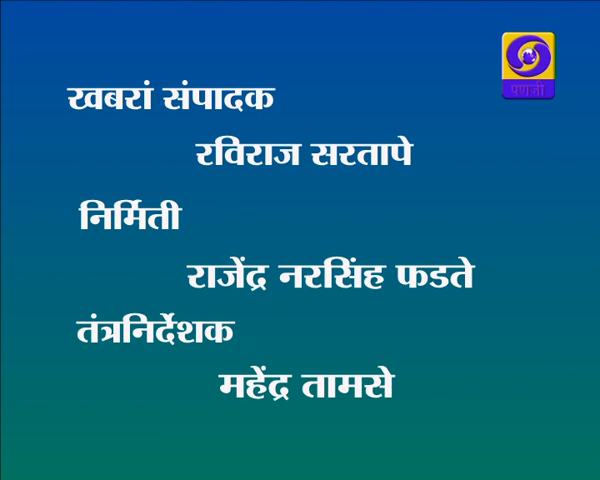 पणजी
खबरां संपादक
रविराज सरतापे
निर्मिती
राजेंद्र नरसिंह फडते
तंत्रनिर्देशक
महेंद्र तामसे